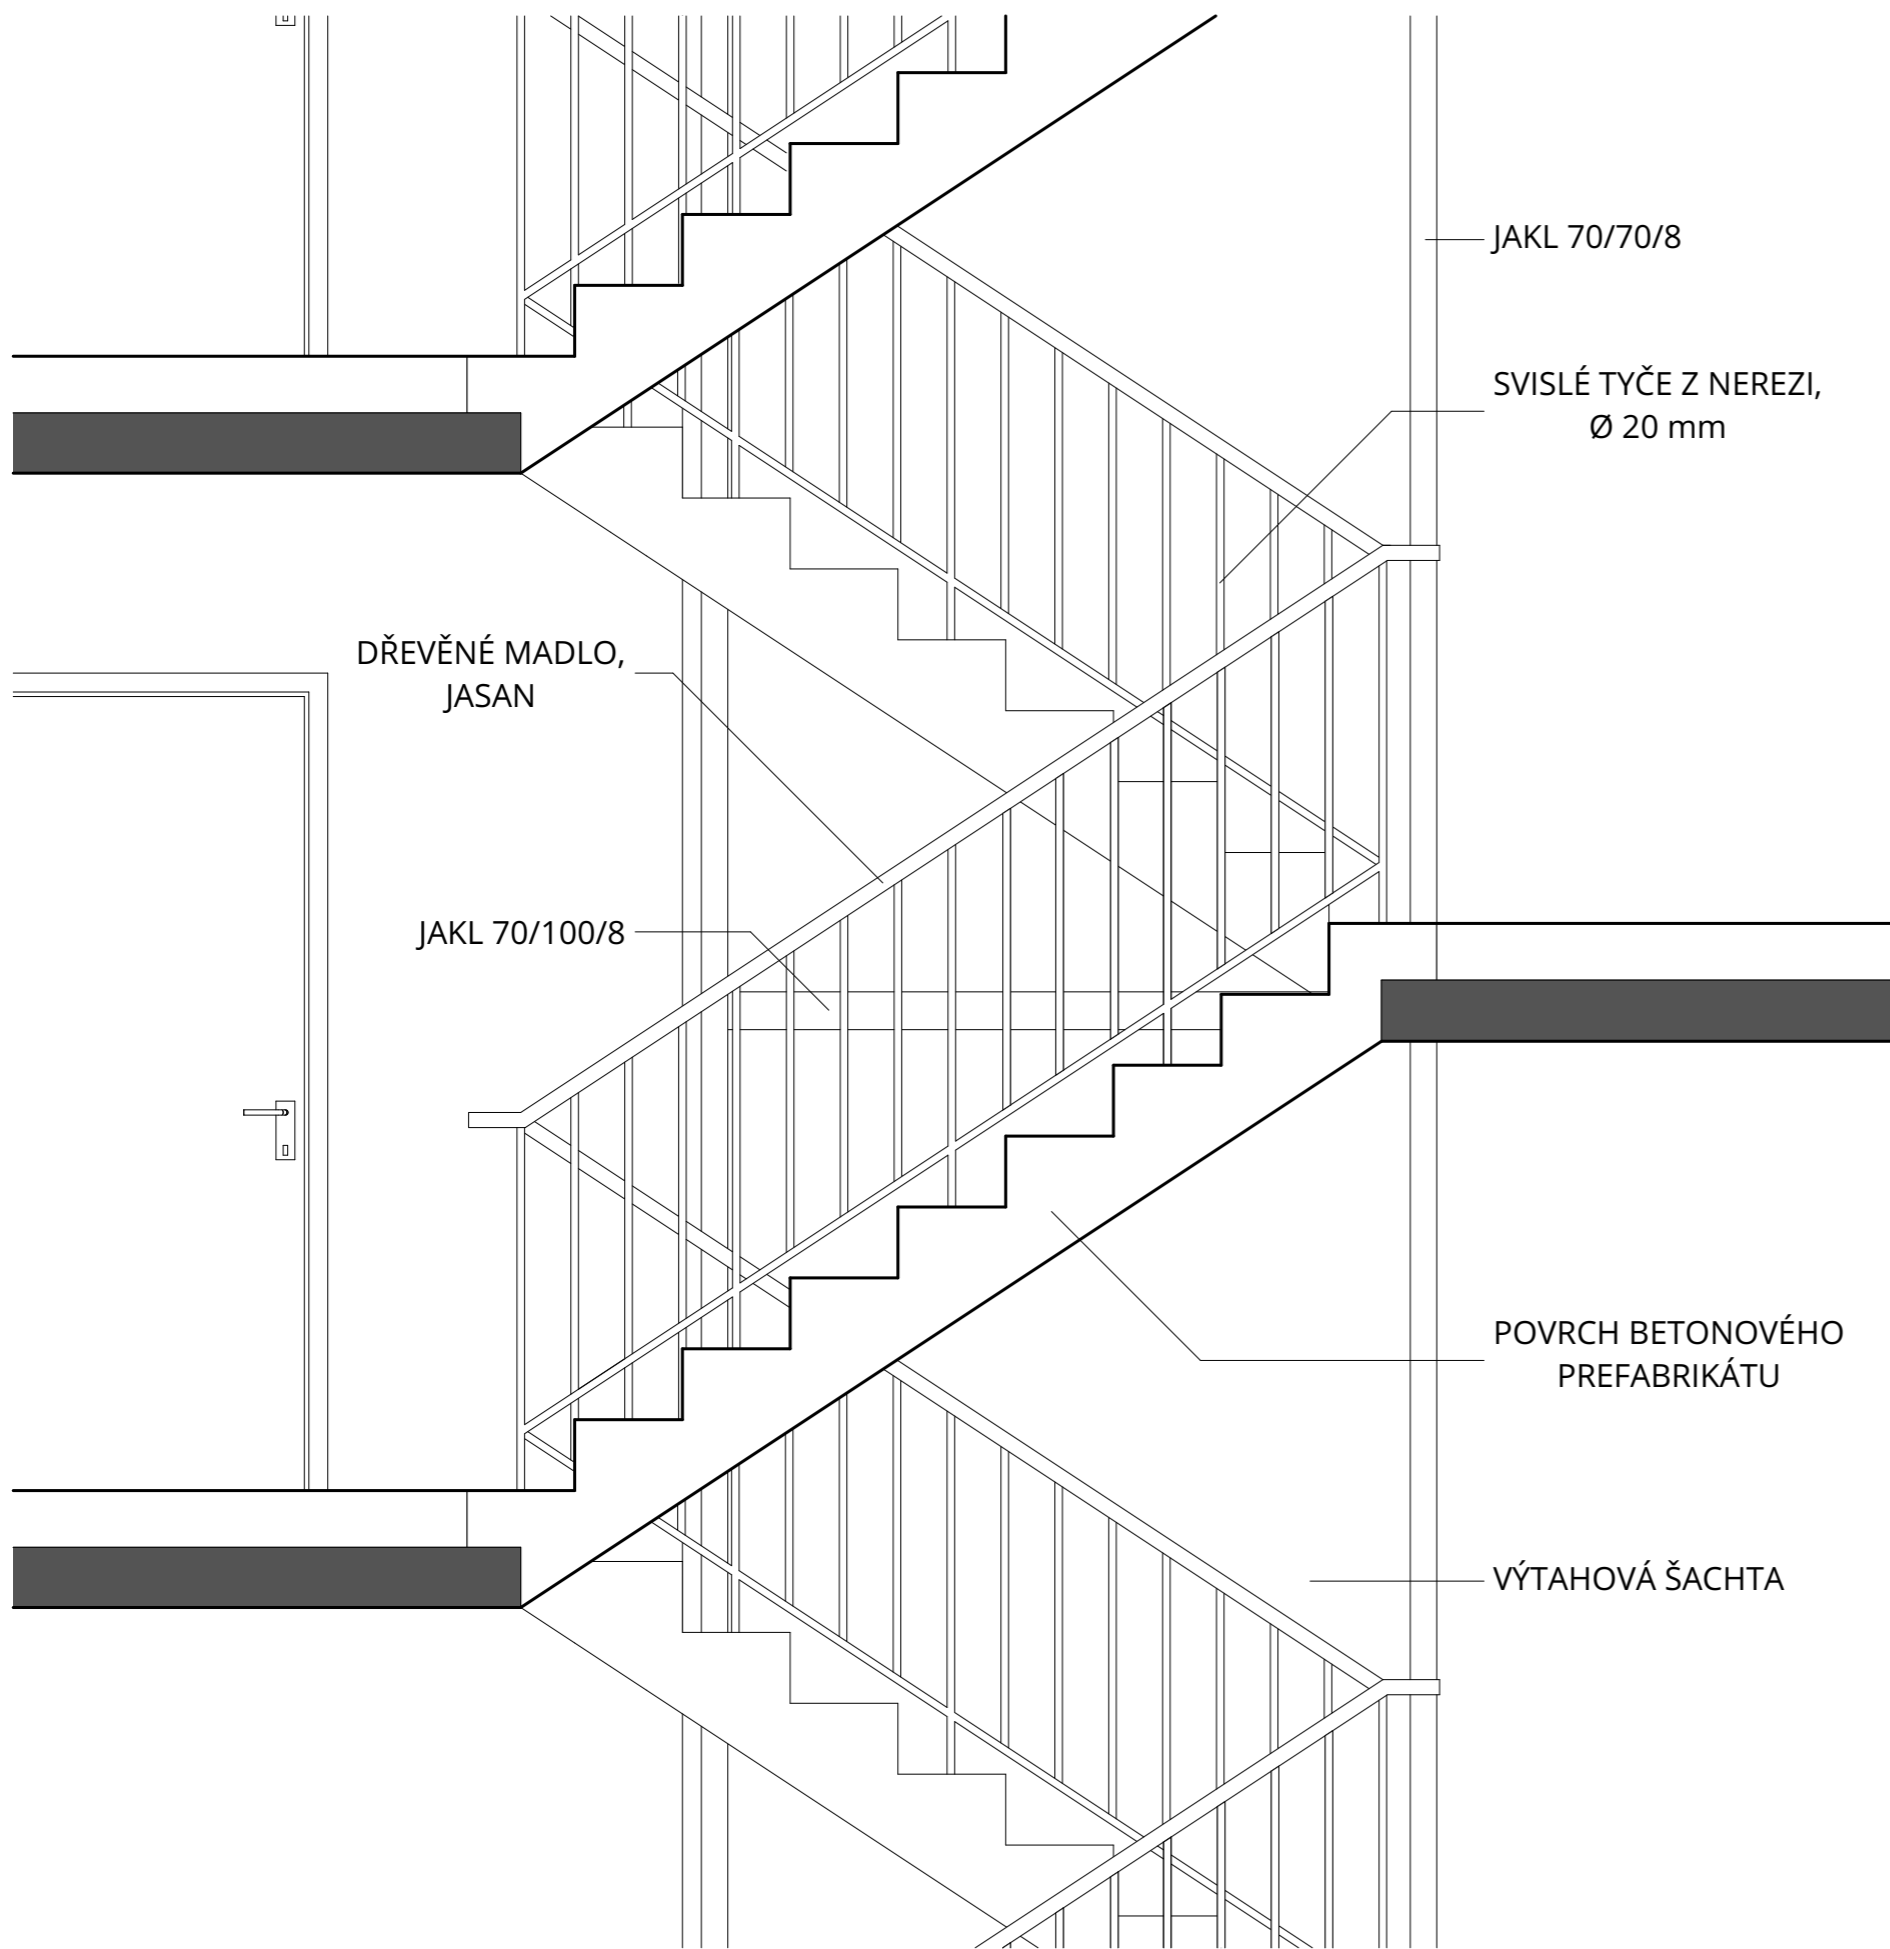 JAKL 70/70/8
SVISLÉ TYČE Z NEREZI,
Ø 20 mm
DŘEVĚNÉ MADLO,
JASAN
JAKL 70/100/8
POVRCH BETONOVÉHO
PREFABRIKÁTU
VÝTAHOVÁ ŠACHTA